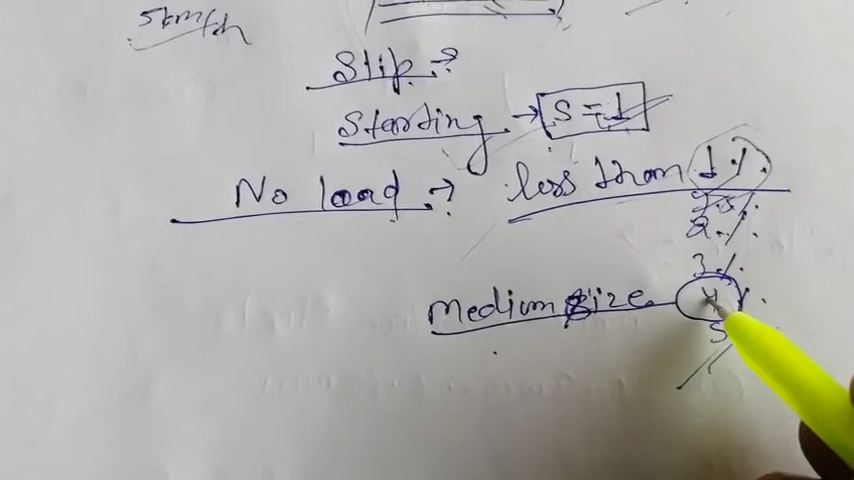 Slip →?
Starting → S = 1
No load →? less than 1%.
2%.
3%.
Medium size 4%.
5